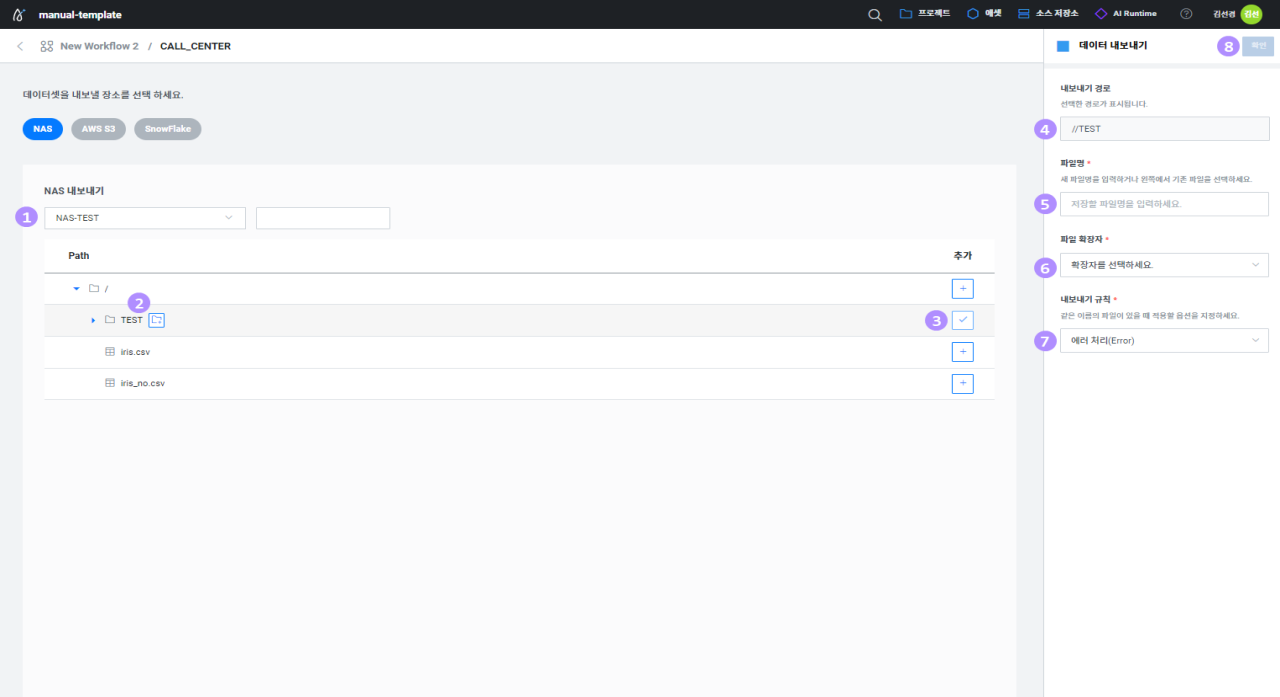 manual-template
프로젝트 에셋 소스 저장소 AI Runtime ? 김선경 김선
New Workflow 2 / CALL_CENTER
데이터셋을 내보낼 장소를 선택 하세요.
NAS AWS S3 SnowFlake
NAS 내보내기
1 NAS-TEST
Path 추가
/ +
2
TEST 3
iris.csv +
iris_no.csv +
데이터 내보내기 8 확인
내보내기 경로
선택한 경로가 표시됩니다.
4 //TEST
파일명 *
새 파일명을 입력하거나 왼쪽에서 기존 파일을 선택하세요.
5 저장할 파일명을 입력하세요.
파일 확장자 *
6 확장자를 선택하세요.
내보내기 규칙 *
같은 이름의 파일이 있을 때 적용할 옵션을 지정하세요.
7 에러 처리(Error)